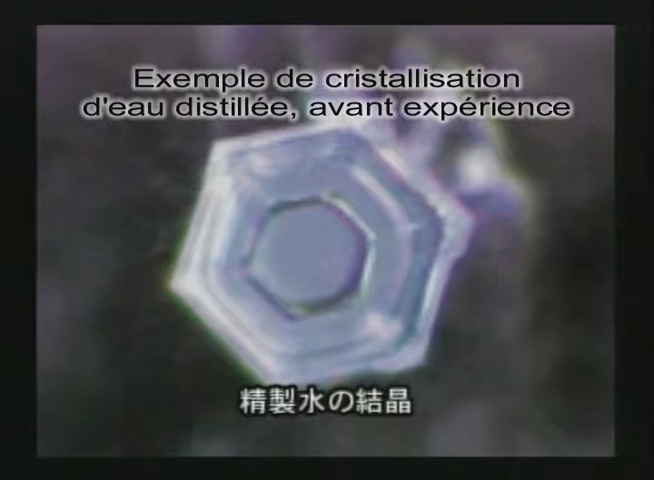 Exemple de cristallisation
d'eau distillée, avant expérience
精製水の結晶